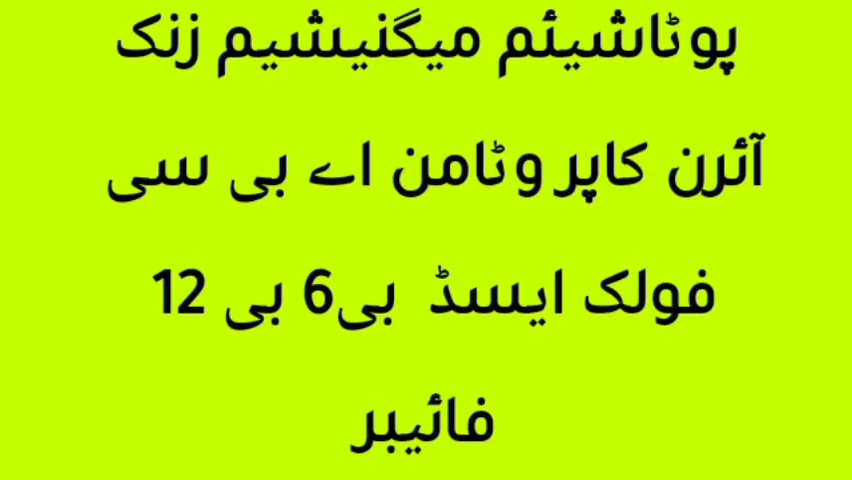 پوٹاشیئم میگنیشیم زنک
آئرن کاپر وٹامن اے بی سی
فولک ایسڈ بی6 بی 12
فائیبر